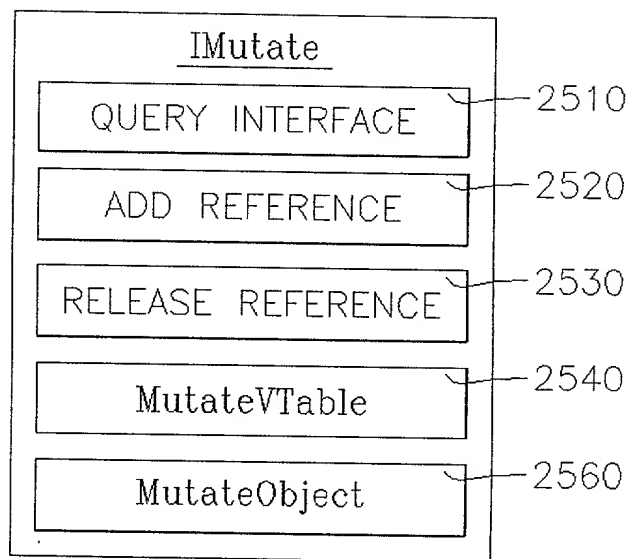 IMutate
QUERY INTERFACE 2510
ADD REFERENCE 2520
RELEASE REFERENCE 2530
MutateVTable 2540
MutateObject 2560